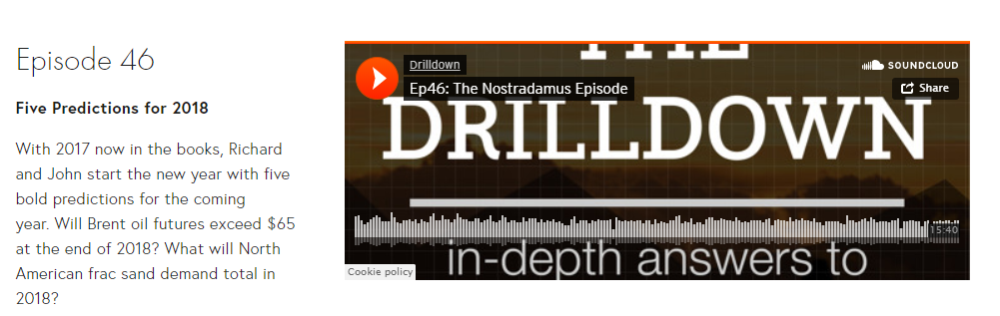 Episode 46
Five Predictions for 2018
With 2017 now in the books, Richard
and John start the new year with five
bold predictions for the coming
year. Will Brent oil futures exceed $65
at the end of 2018? What will North
American frac sand demand total in
2018?
THE
Drilldown
SOUNDCLOUD
Ep46: The Nostradamus Episode
Share
DRILLDOWN
15:40
in-depth answers to
Cookie policy